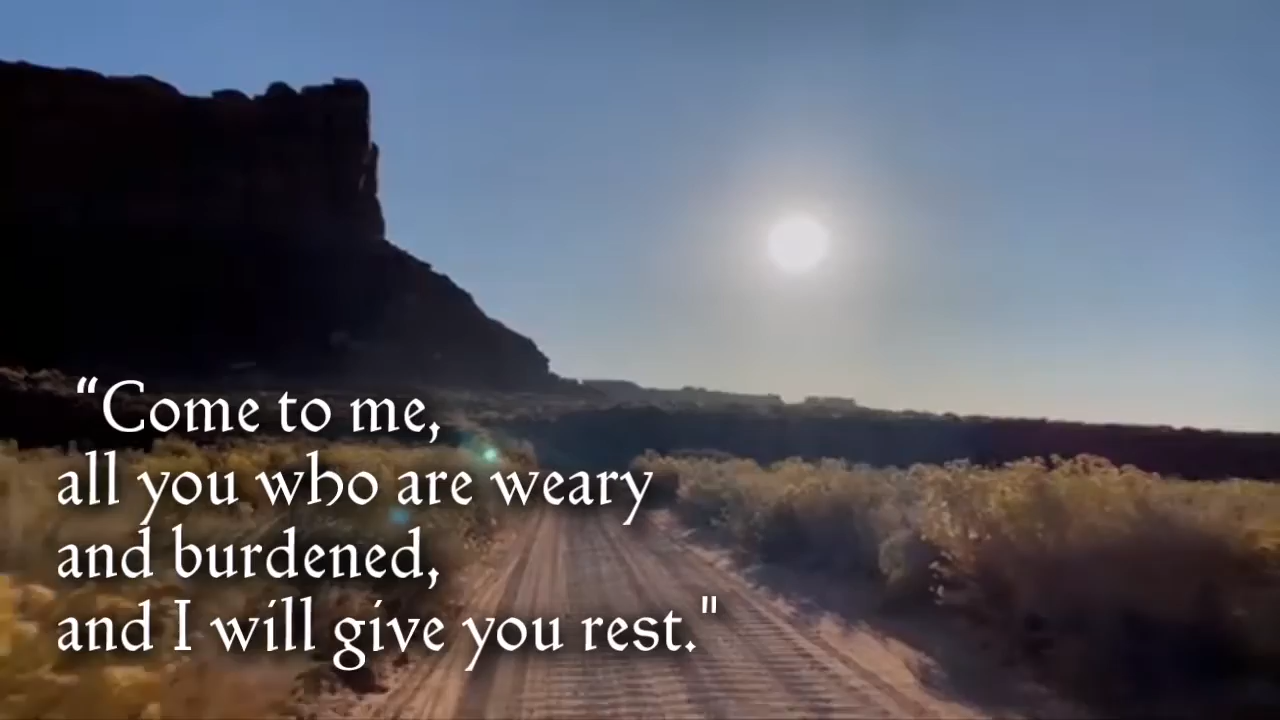 “Come to me,
all you who are weary
and burdened,
and I will give you rest."